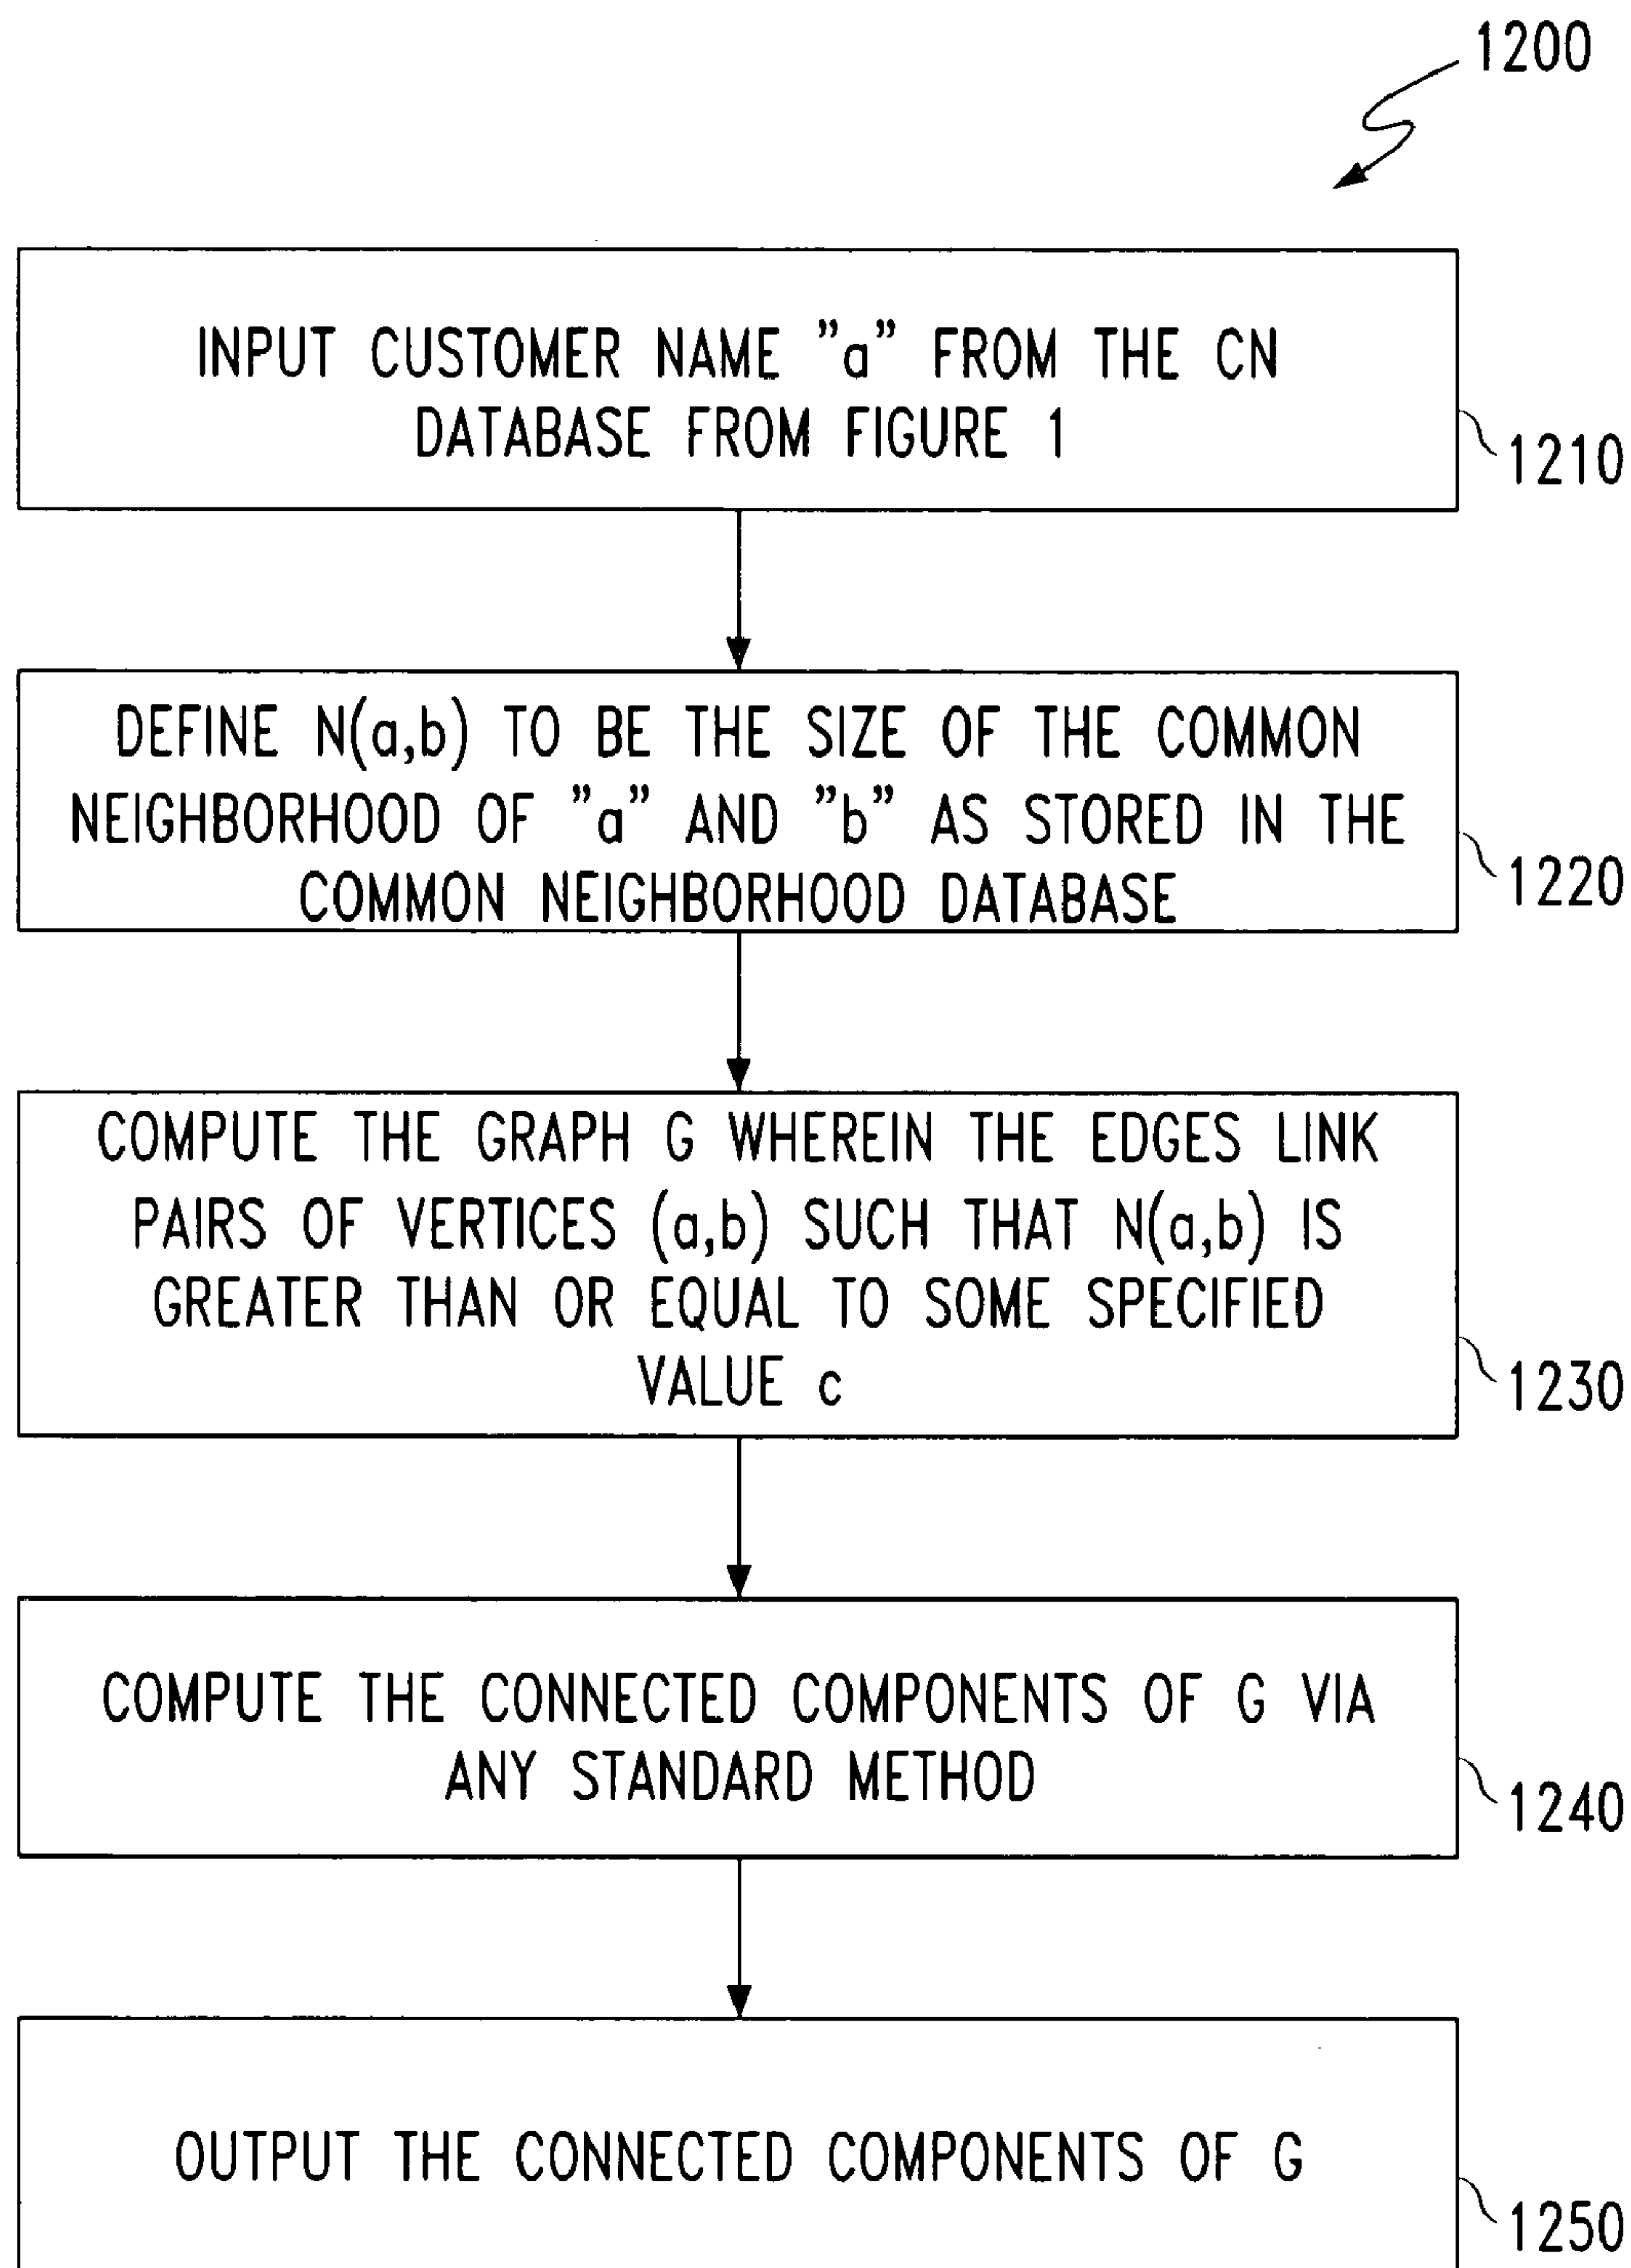 1200
INPUT CUSTOMER NAME ”a” FROM THE CN
DATABASE FROM FIGURE 1
1210
DEFINE N(a,b) TO BE THE SIZE OF THE COMMON
NEIGHBORHOOD OF ”a” AND ”b” AS STORED IN THE
COMMON NEIGHBORHOOD DATABASE
1220
COMPUTE THE GRAPH G WHEREIN THE EDGES LINK
PAIRS OF VERTICES (a,b) SUCH THAT N(a,b) IS
GREATER THAN OR EQUAL TO SOME SPECIFIED
VALUE c
1230
COMPUTE THE CONNECTED COMPONENTS OF G VIA
ANY STANDARD METHOD
1240
OUTPUT THE CONNECTED COMPONENTS OF G
1250